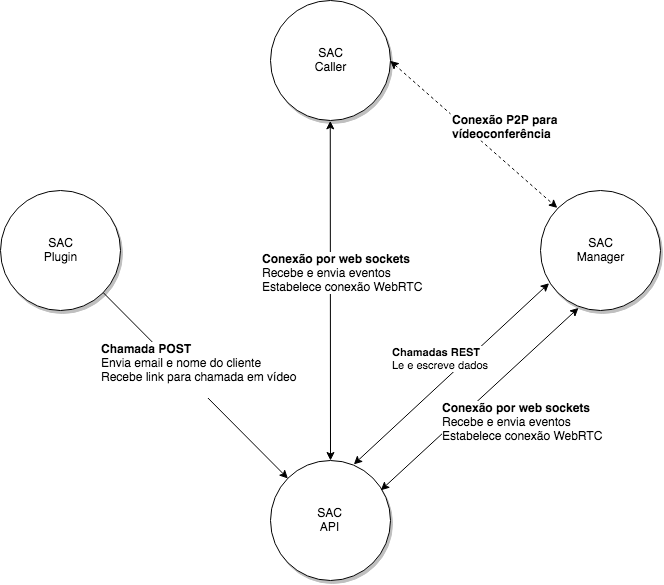 SAC
Caller
Conexão P2P para
vídeoconferência
SAC
Plugin
SAC
Manager
Conexão por web sockets
Recebe e envia eventos
Estabelece conexão WebRTC
Chamada POST
Envia email e nome do cliente
Recebe link para chamada em vídeo
Chamadas REST
Le e escreve dados
Conexão por web sockets
Recebe e envia eventos
Estabelece conexão WebRTC
SAC
API